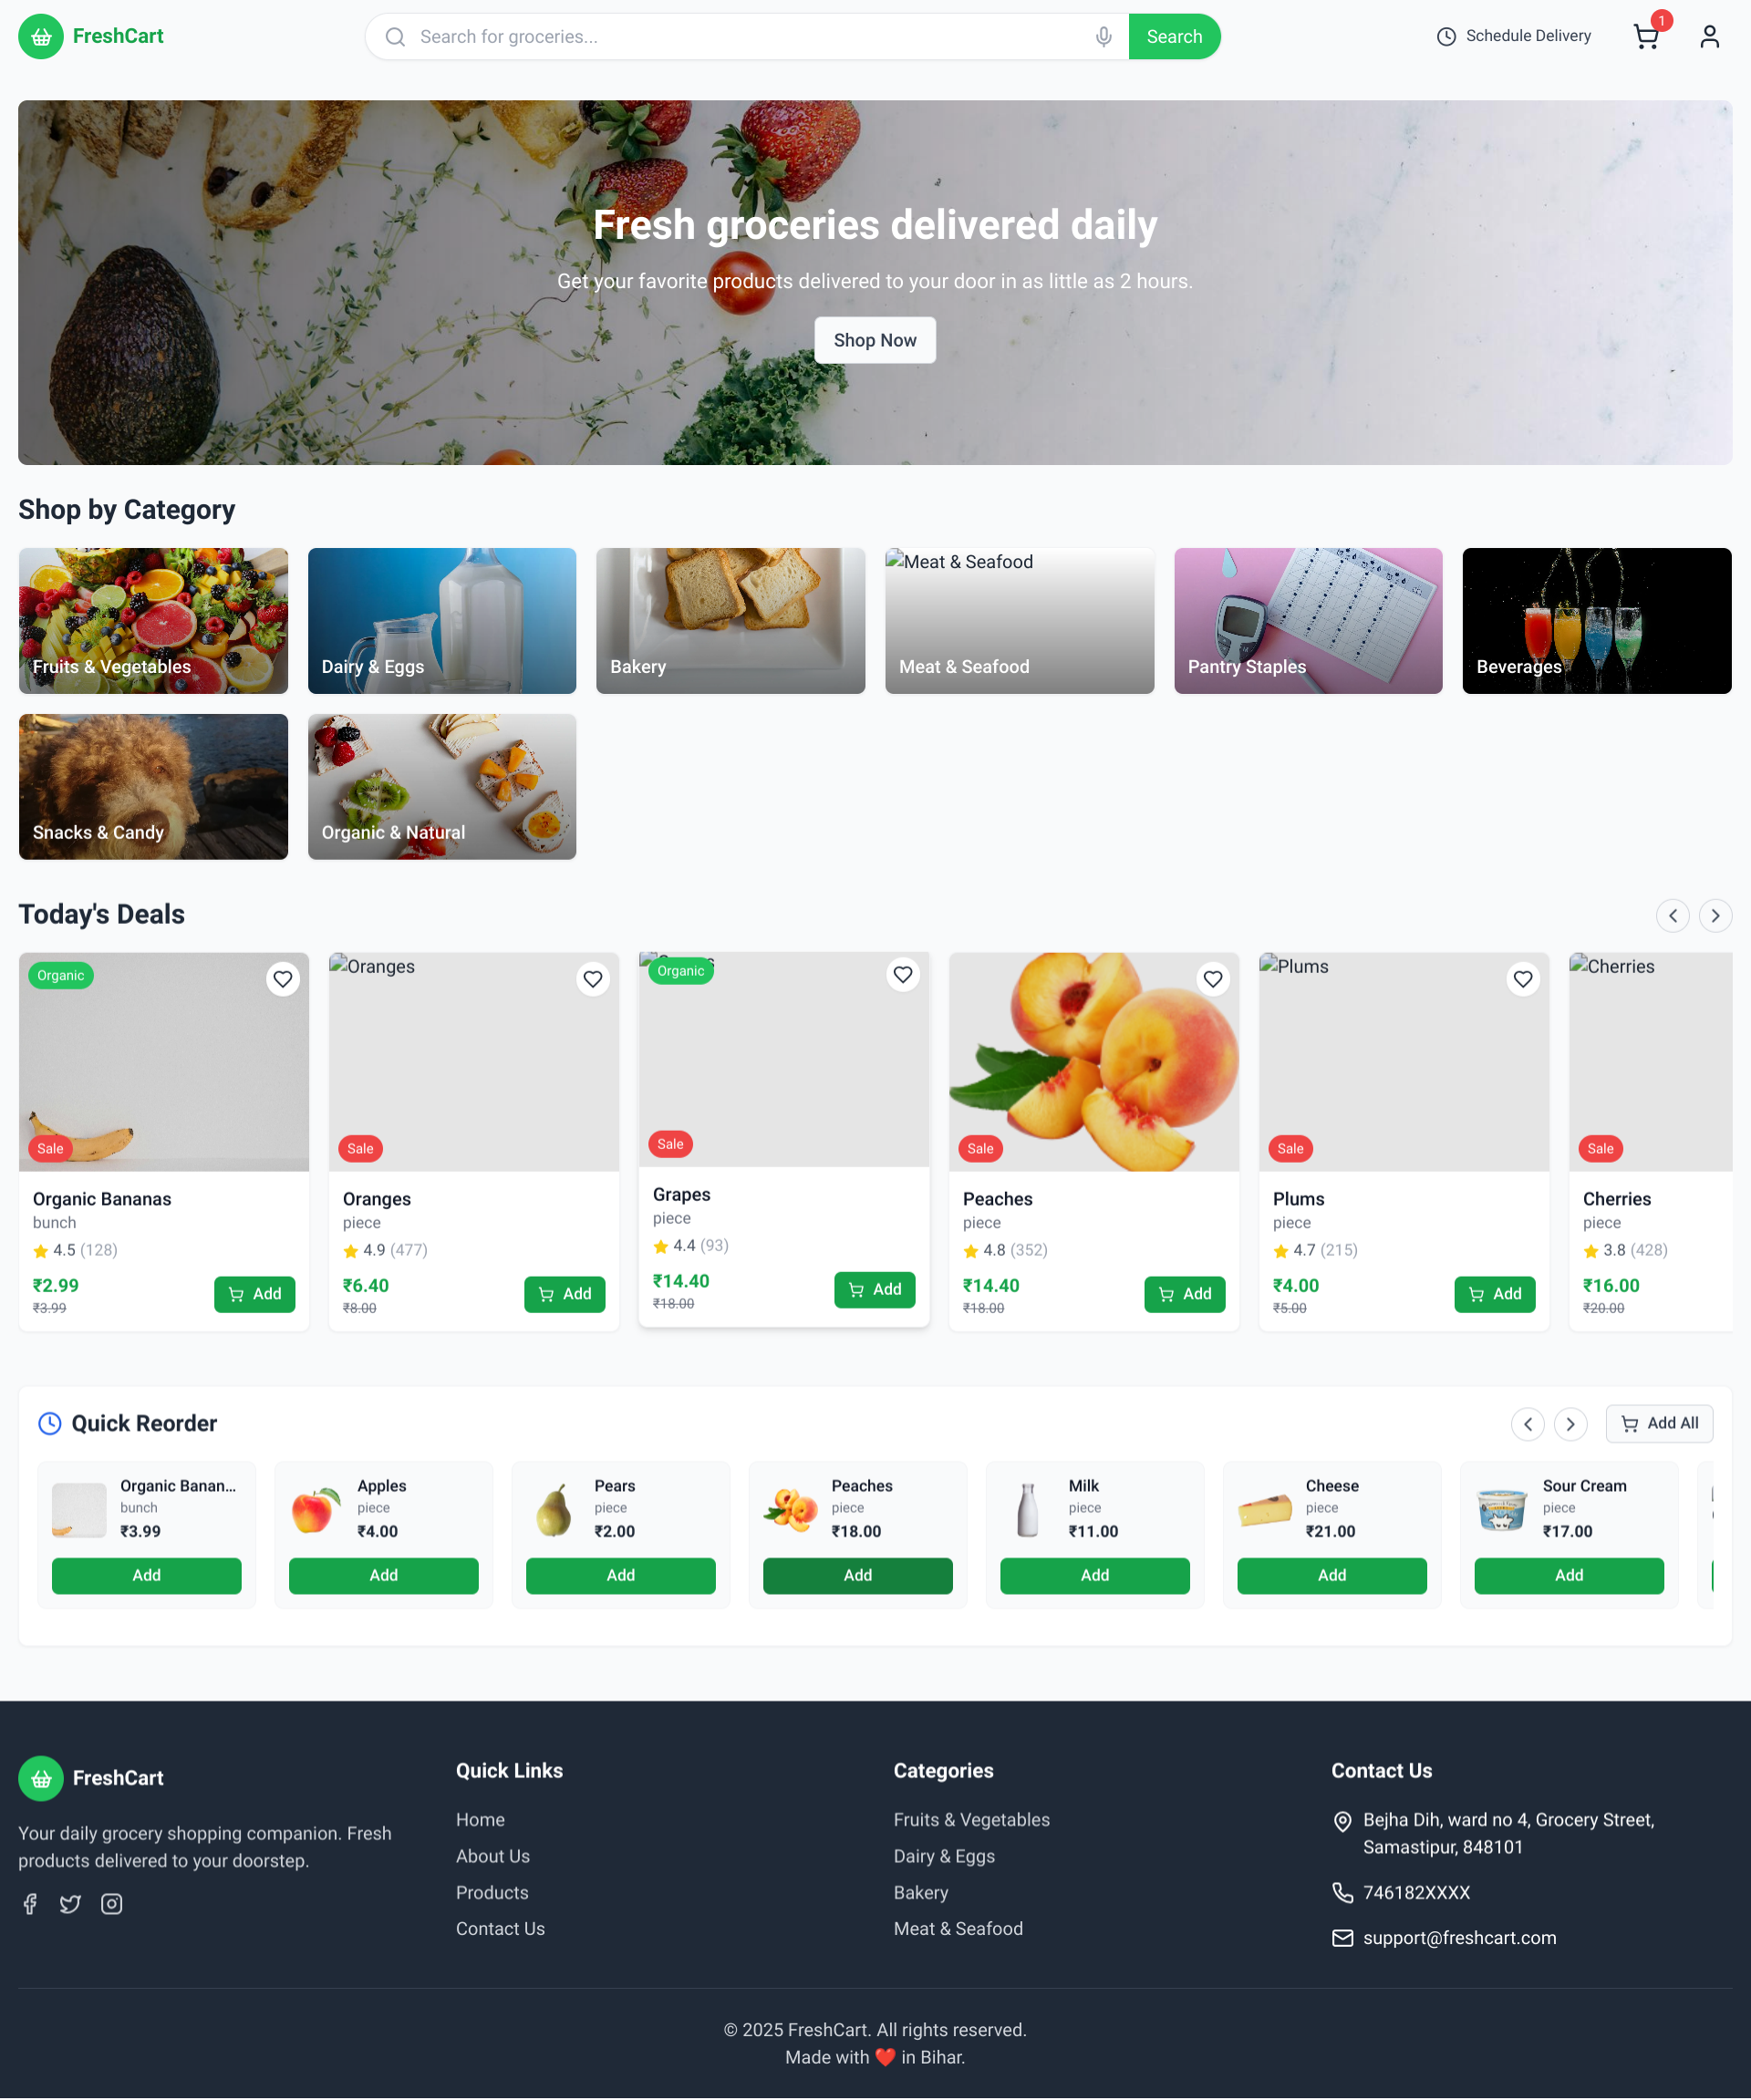 FreshCart
Search for groceries...
Search
Schedule Delivery
1
Fresh groceries delivered daily
Get your favorite products delivered to your door in as little as 2 hours.
Shop Now
Shop by Category
Fruits & Vegetables
Dairy & Eggs
Bakery
Meat & Seafood
Meat & Seafood
Pantry Staples
Beverages
Snacks & Candy
Organic & Natural
Today's Deals
Organic
Sale
Organic Bananas
bunch
4.5 (128)
₹2.99
₹3.99
Add
Oranges
Sale
Oranges
piece
4.9 (477)
₹6.40
₹8.00
Add
Organic
Sale
Grapes
piece
4.4 (93)
₹14.40
₹18.00
Add
Sale
Peaches
piece
4.8 (352)
₹14.40
₹18.00
Add
Plums
Sale
Plums
piece
4.7 (215)
₹4.00
₹5.00
Add
Cherries
Sale
Cherries
piece
3.8 (428)
₹16.00
₹20.00
Quick Reorder
Add All
Organic Banan...
bunch
₹3.99
Add
Apples
piece
₹4.00
Add
Pears
piece
₹2.00
Add
Peaches
piece
₹18.00
Add
Milk
piece
₹11.00
Add
Cheese
piece
₹21.00
Add
Sour Cream
piece
₹17.00
Add
FreshCart
Your daily grocery shopping companion. Fresh
products delivered to your doorstep.
Quick Links
Home
About Us
Products
Contact Us
Categories
Fruits & Vegetables
Dairy & Eggs
Bakery
Meat & Seafood
Contact Us
Bejha Dih, ward no 4, Grocery Street,
Samastipur, 848101
746182XXXX
support@freshcart.com
© 2025 FreshCart. All rights reserved.
Made with ❤️ in Bihar.